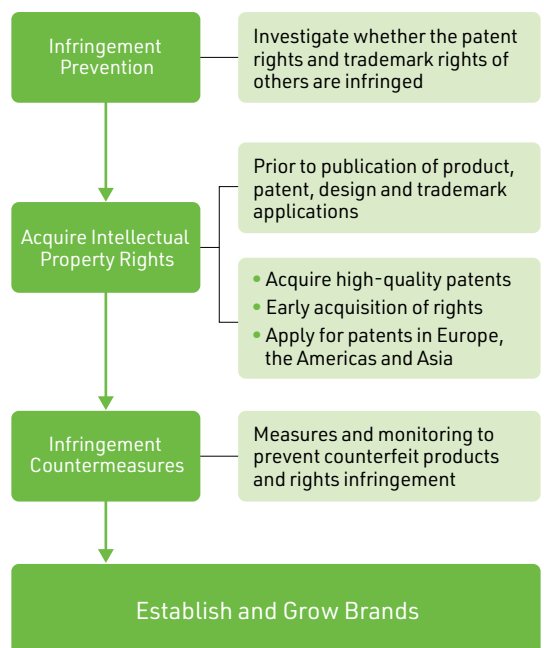 Infringement
Prevention
Investigate whether the patent
rights and trademark rights of
others are infringed
Prior to publication of product,
patent, design and trademark
applications
Acquire Intellectual
Property Rights
• Acquire high-quality patents
• Early acquisition of rights
• Apply for patents in Europe,
the Americas and Asia
Infringement
Countermeasures
Measures and monitoring to
prevent counterfeit products
and rights infringement
Establish and Grow Brands